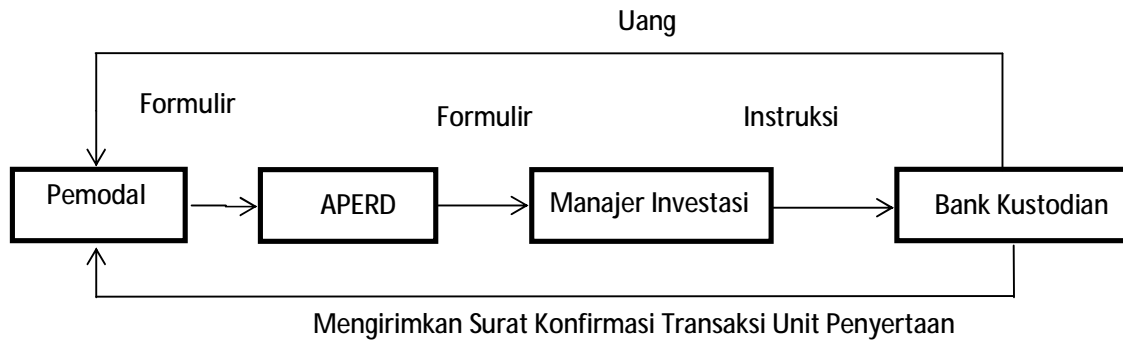 Uang
Formulir
Formulir
Instruksi
Pemodal
APERD
Manajer Investasi
Bank Kustodian
Mengirimkan Surat Konfirmasi Transaksi Unit Penyertaan